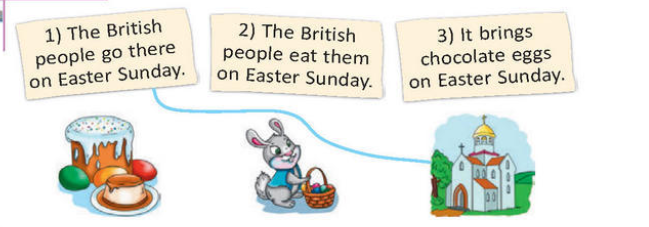 1) The British
people go there
on Easter Sunday.
2) The British
people eat them
on Easter Sunday.
3) It brings
chocolate eggs
on Easter Sunday.